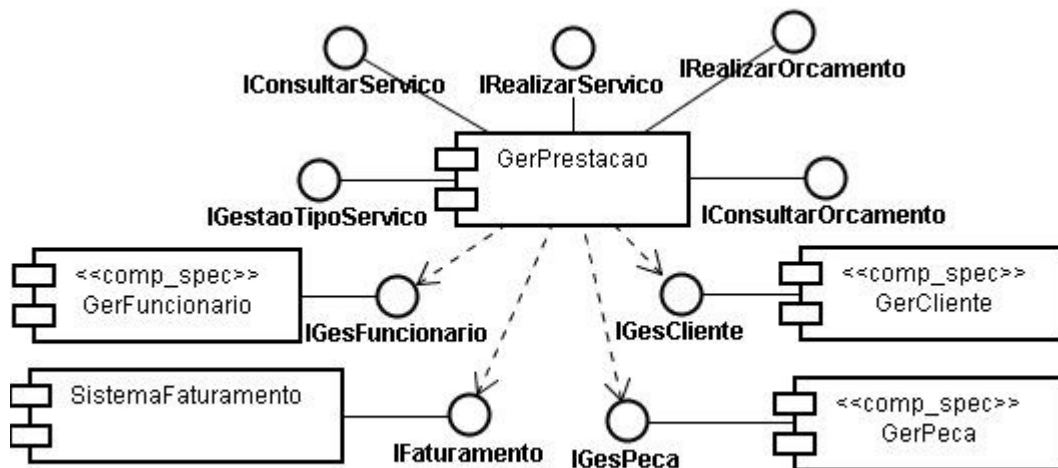 IConsultarServico
IRealizarServico
IRealizarOrcamento
GerPrestacao
IGestaoTipoServico
IConsultarOrcamento
<<comp_spec>>
GerFuncionario
IGesFuncionario
IGesCliente
<<comp_spec>>
GerCliente
SistemaFaturamento
IFaturamento
IGesPeca
<<comp_spec>>
GerPeca